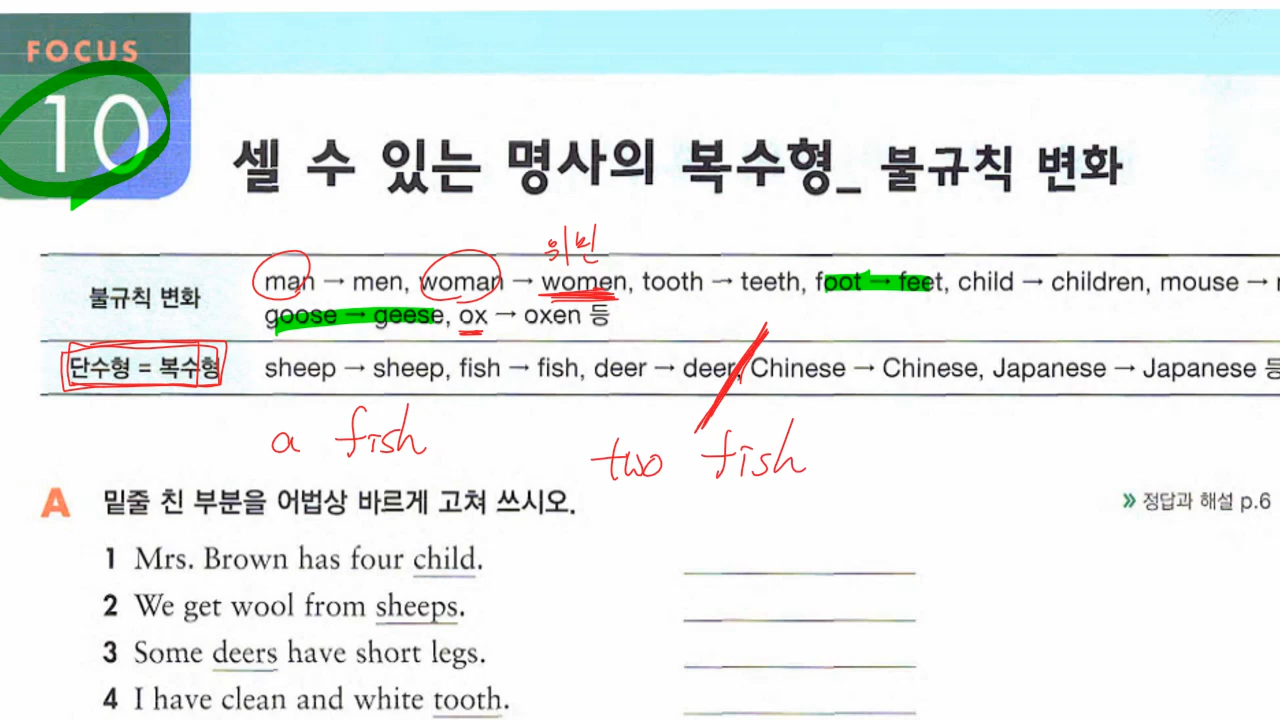 FOCUS
10
셀 수 있는 명사의 복수형_ 불규칙 변화
위민
불규칙 변화 man → men, woman → women, tooth → teeth, foot → feet, child → children, mouse →
goose → geese, ox → oxen 등
단수형 = 복수형 sheep → sheep, fish → fish, deer → deer, Chinese → Chinese, Japanese → Japanese 등
a fish two fish
A 밑줄 친 부분을 어법상 바르게 고쳐 쓰시오. 정답과 해설 p.6
1 Mrs. Brown has four child.
2 We get wool from sheeps.
3 Some deers have short legs.
4 I have clean and white tooth.